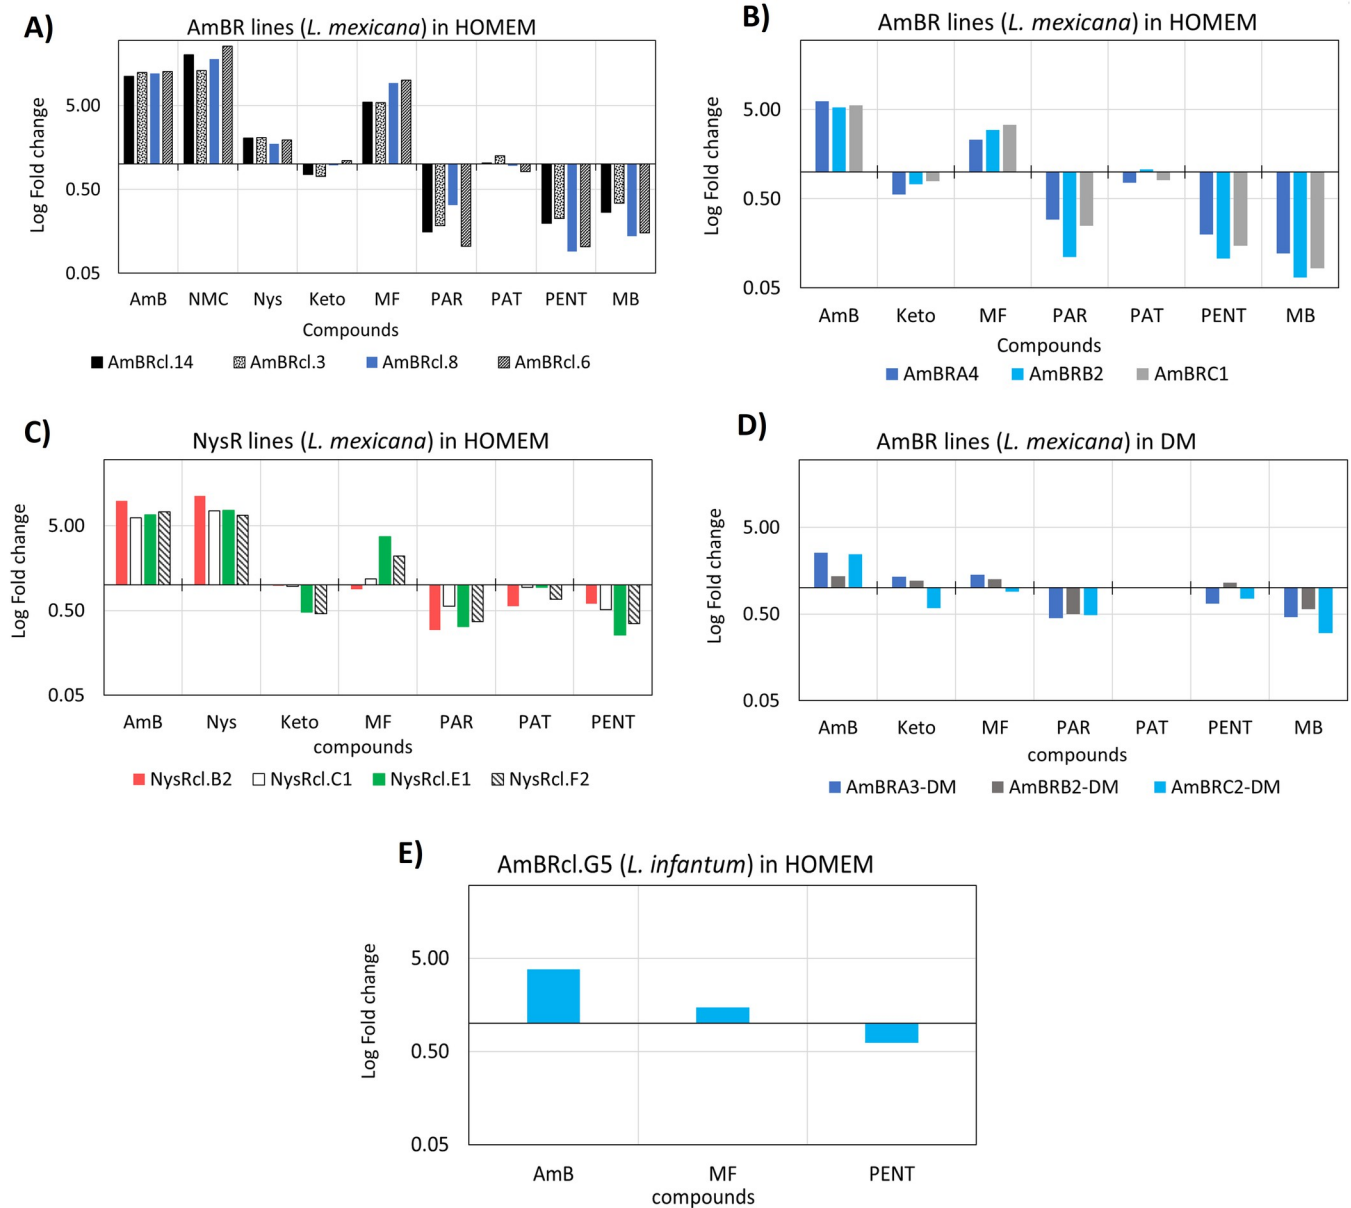 A)
AmBR lines (L. mexicana) in HOMEM
Log Fold change
5.00
0.50
0.05
AmB NMC Nys Keto MF PAR PAT PENT MB
Compounds
AmBRcl.14 AmBRcl.3 AmBRcl.8 AmBRcl.6
B)
AmBR lines (L. mexicana) in HOMEM
Log Fold change
5.00
0.50
0.05
AmB Keto MF PAR PAT PENT MB
Compounds
AmBRA4 AmBRB2 AmBRC1
C)
NysR lines (L. mexicana) in HOMEM
Log Fold change
5.00
0.50
0.05
AmB Nys Keto MF PAR PAT PENT
compounds
NysRcl.B2 NysRcl.C1 NysRcl.E1 NysRcl.F2
D)
AmBR lines (L. mexicana) in DM
Log Fold change
5.00
0.50
0.05
AmB Keto MF PAR PAT PENT MB
compounds
AmBRA3-DM AmBRB2-DM AmBRC2-DM
E)
AmBRcl.G5 (L. infantum) in HOMEM
Log Fold change
5.00
0.50
0.05
AmB MF PENT
compounds